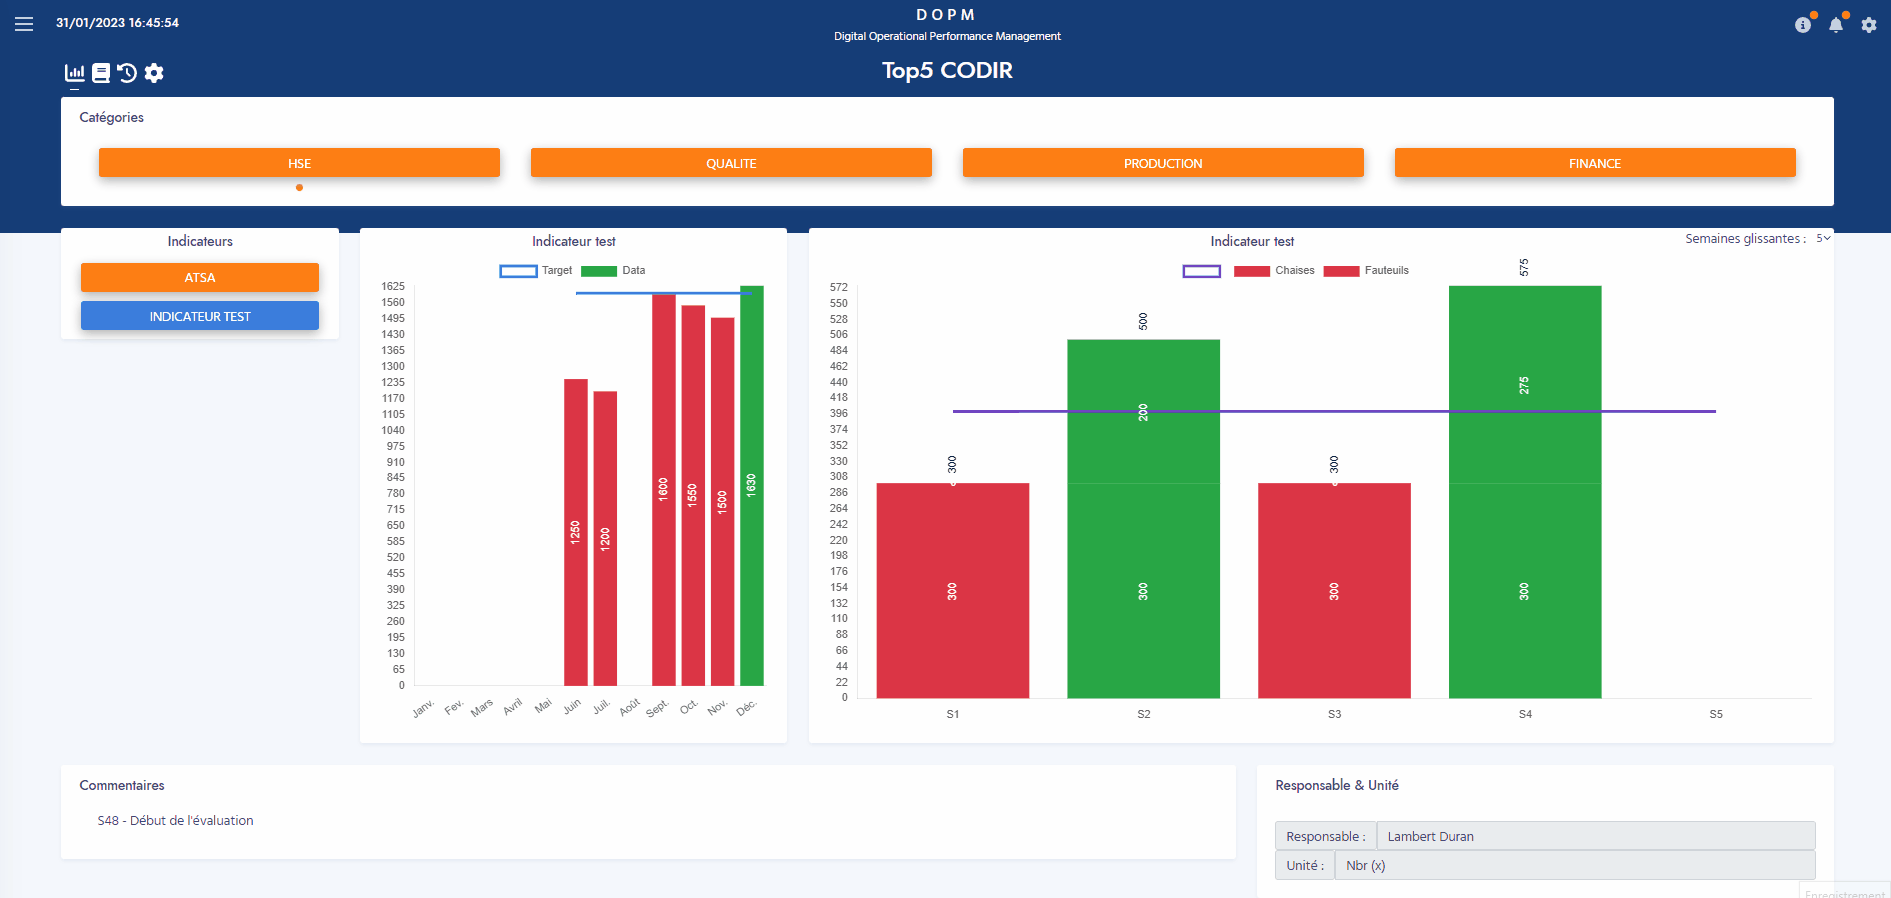 31/01/2023 16:45:54
DOPM
Digital Operational Performance Management
Top5 CODIR
Catégories
HSE
QUALITE
PRODUCTION
FINANCE
Indicateurs
ATSA
INDICATEUR TEST
Indicateur test
Target
Data
1625
1560
1495
1430
1365
1300
1235
1170
1105
1040
975
910
845
780
715
650
585
520
455
390
325
260
195
130
65
0
1250
1200
1600
1550
1500
1630
Janv.
Fev.
Mars
Avril
Mai
Juin
Juil.
Août
Sept.
Oct.
Nov.
Déc.
Indicateur test
Semaines glissantes : 5
Chaises
Fauteuils
572
550
528
506
484
462
440
418
396
374
352
330
308
286
264
242
220
198
176
154
132
110
88
66
44
22
0
300
300
500
200
300
300
300
575
275
300
S1
S2
S3
S4
S5
Commentaires
S48 - Début de l'évaluation
Responsable & Unité
Responsable : Lambert Duran
Unité : Nbr (x)
Enregistrement